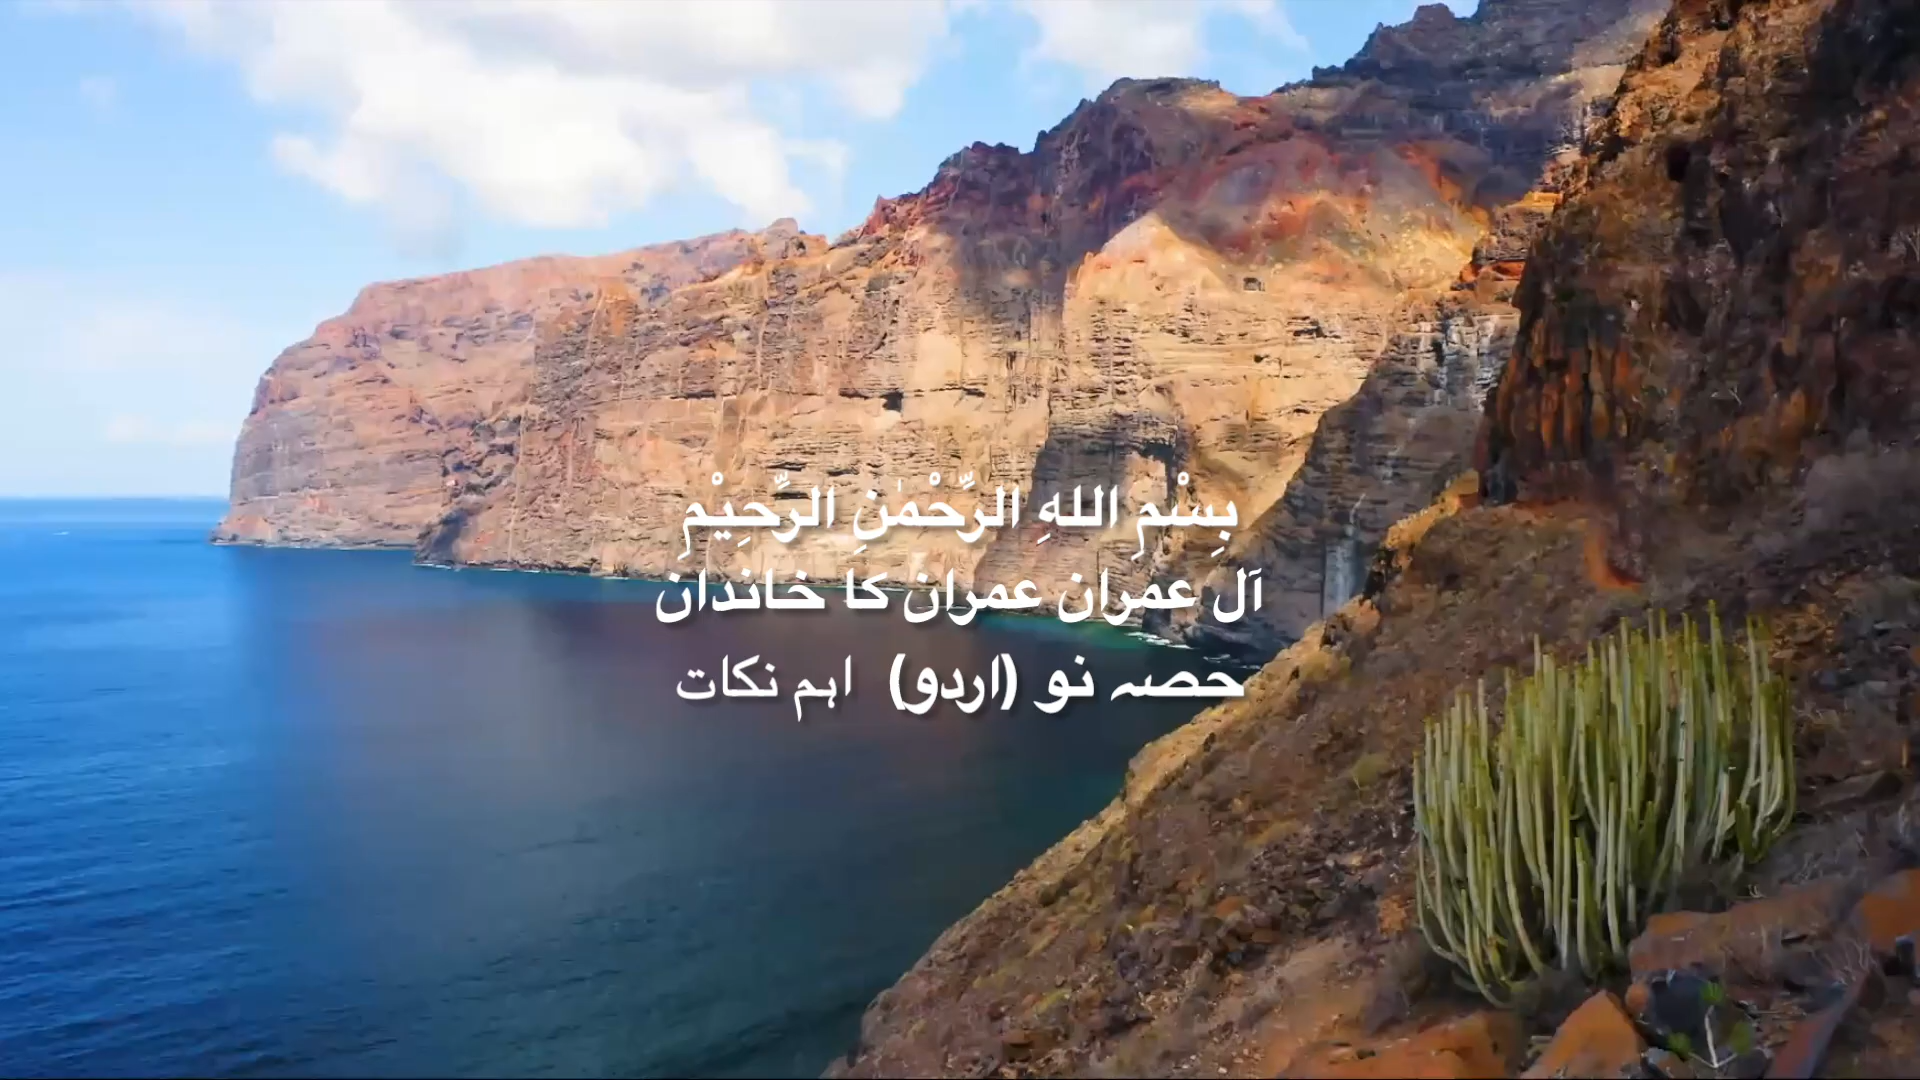 بِسْمِ اللهِ الرَّحْمٰنِ الرَّحِيْمِ
آل عمران عمران کا خاندان
حصہ نو (اردو) اہم نکات